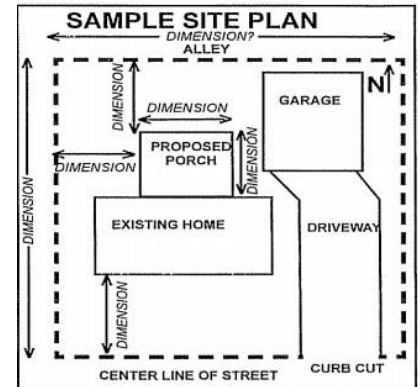 SAMPLE SITE PLAN
DIMENSION?
ALLEY
DIMENSION
DIMENSION
GARAGE
N
PROPOSED
PORCH
DIMENSION
DIMENSION
DIMENSION
EXISTING HOME
DRIVEWAY
DIMENSION
CENTER LINE OF STREET
CURB CUT